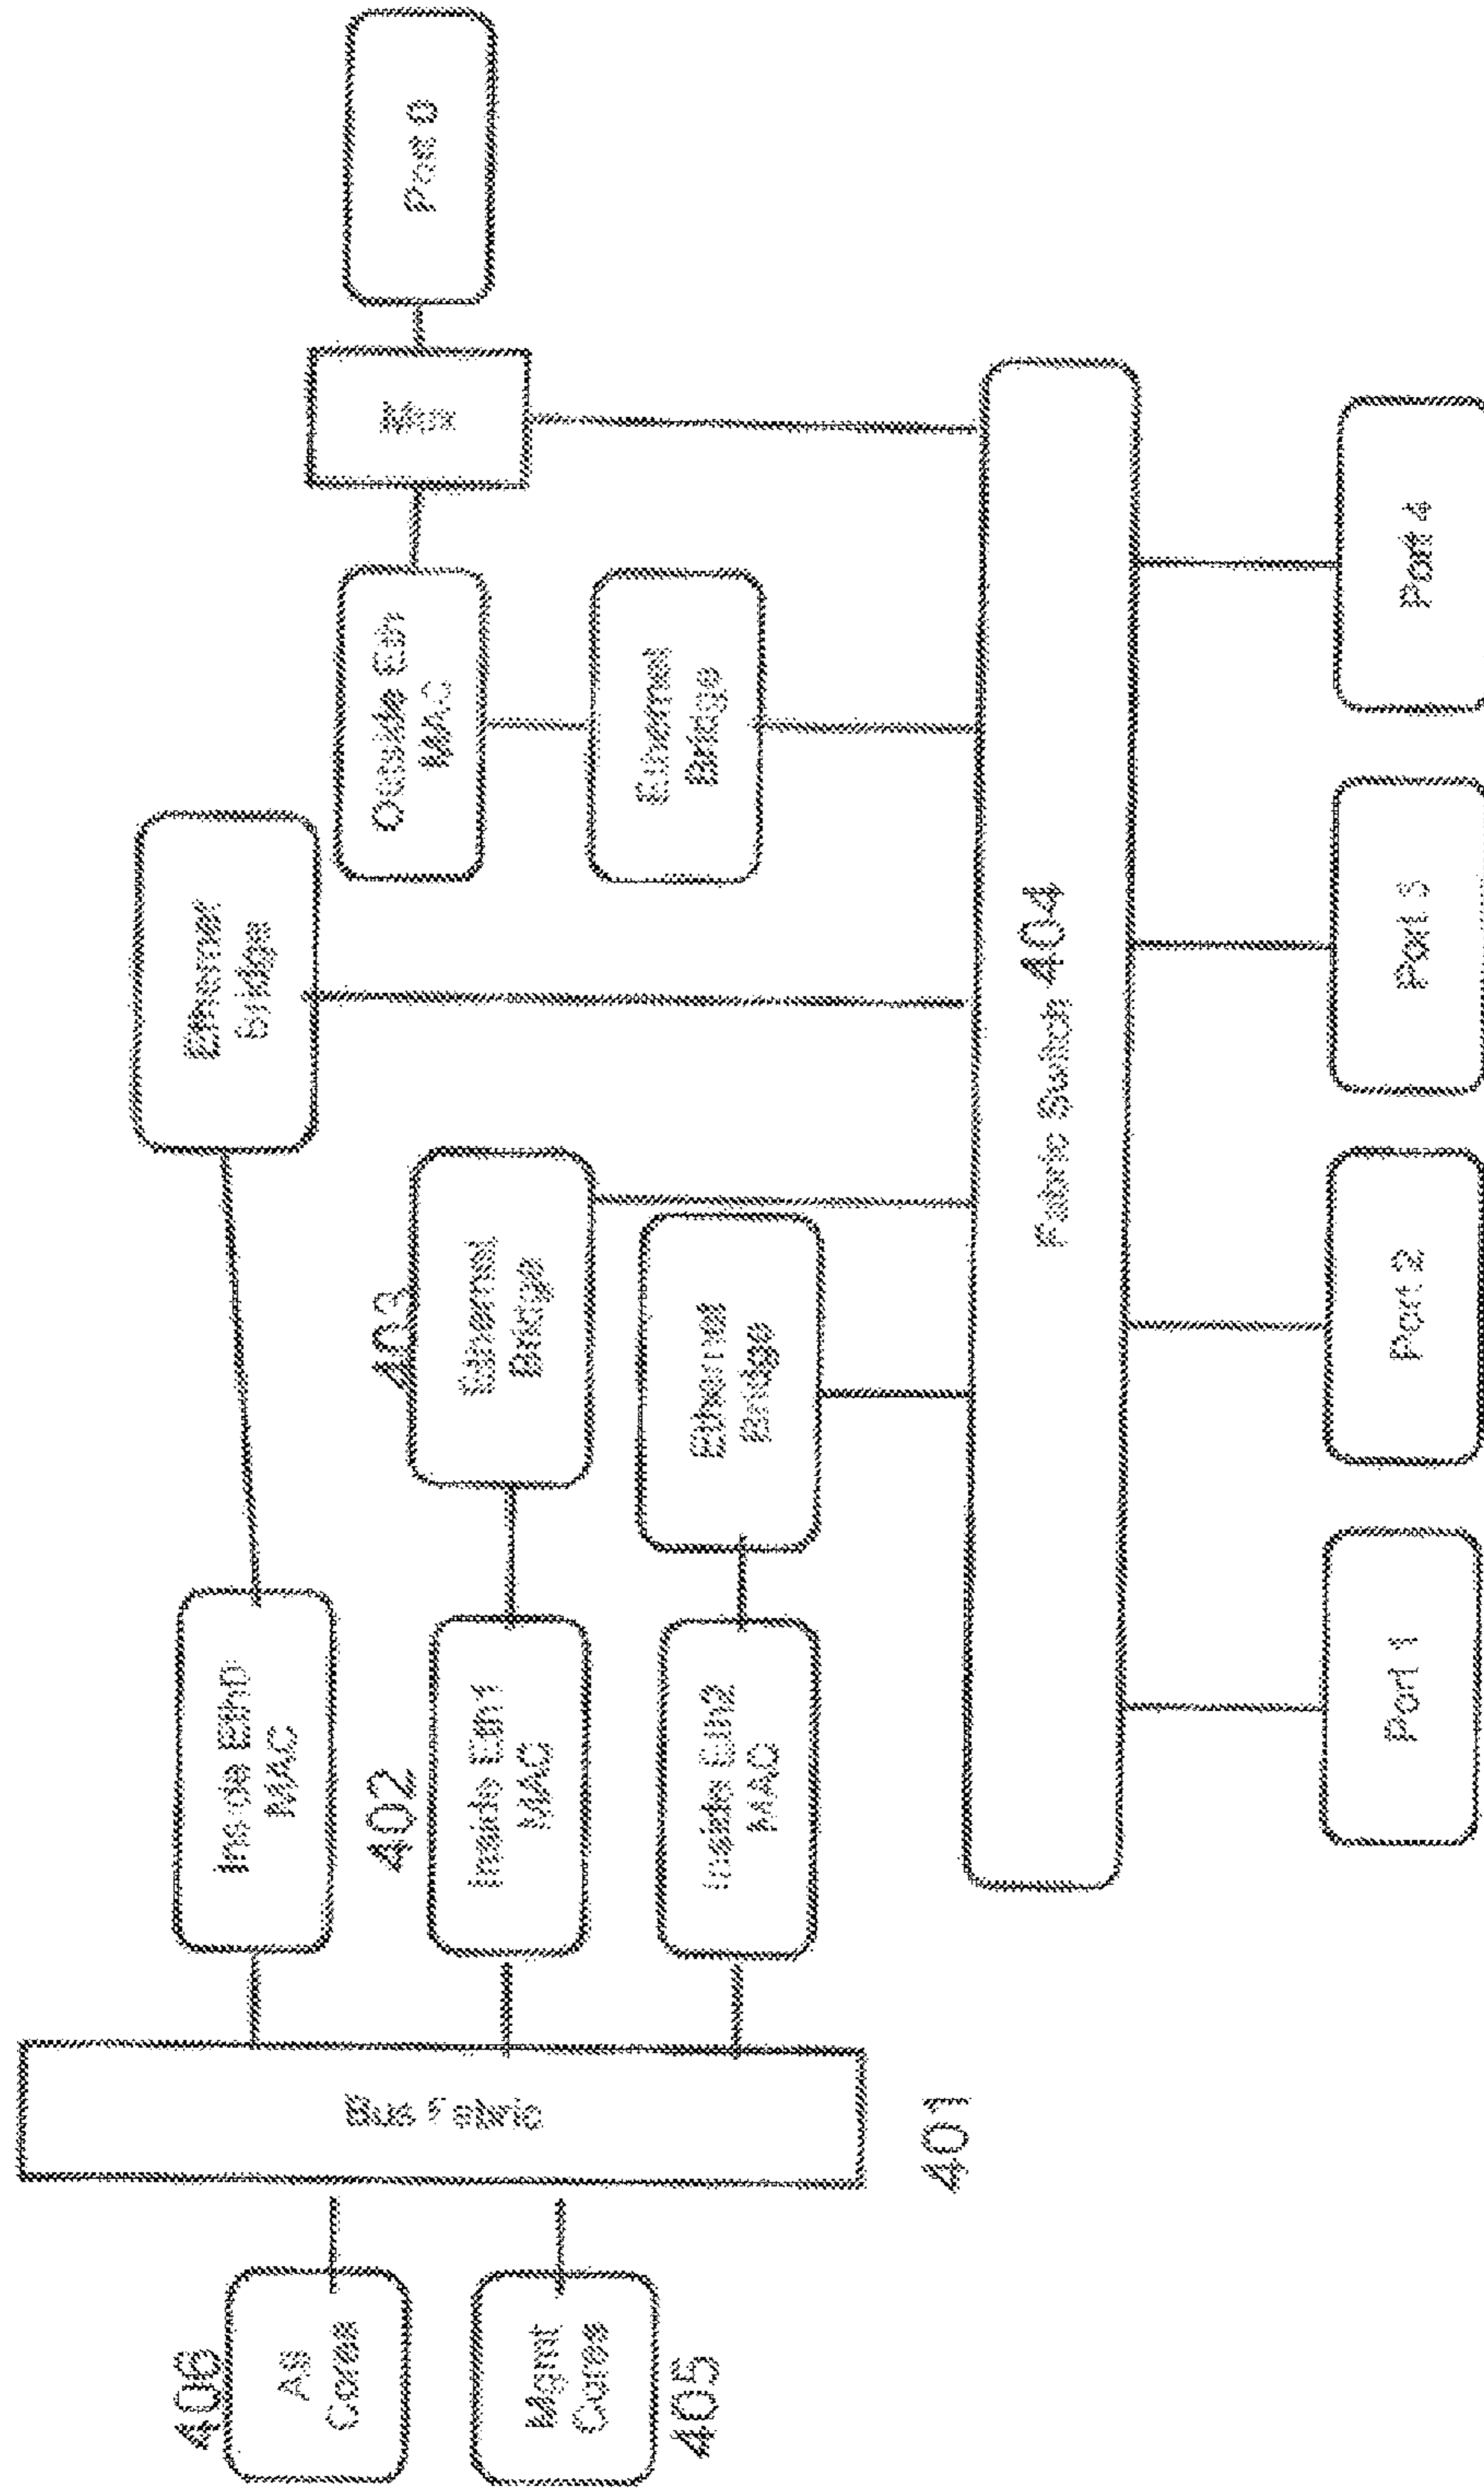 406
A9
Cores
Mgmt
Cores
405
Bus Fabric
401
Inside Eth0
MAC
402
Inside Eth1
MAC
Inside Eth2
MAC
Ethernet
bridge
403
Ethernet
Bridge
Ethernet
Bridge
Outside Eth
MAC
Ethernet
Bridge
Mux
Port 0
Fabric Switch 404
Port 1
Port 2
Port 3
Port 4